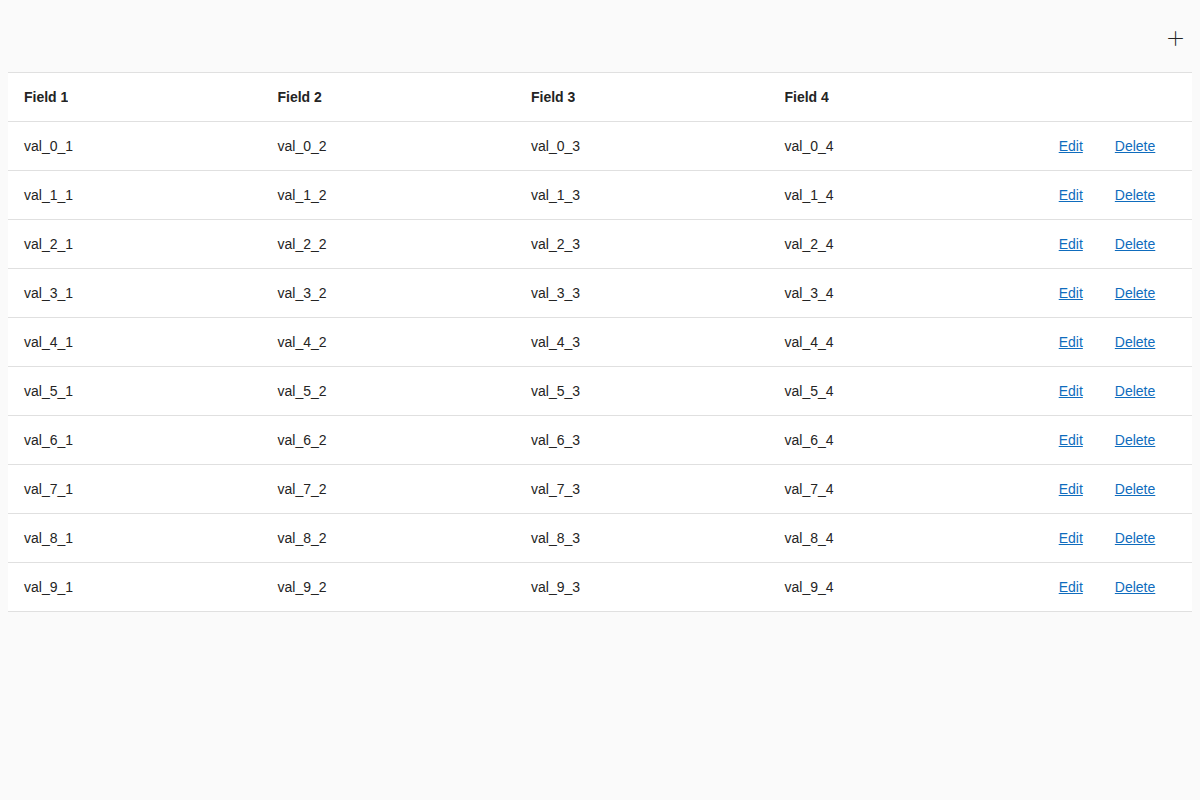 Field 1 Field 2 Field 3 Field 4
val_0_1 val_0_2 val_0_3 val_0_4 Edit Delete
val_1_1 val_1_2 val_1_3 val_1_4 Edit Delete
val_2_1 val_2_2 val_2_3 val_2_4 Edit Delete
val_3_1 val_3_2 val_3_3 val_3_4 Edit Delete
val_4_1 val_4_2 val_4_3 val_4_4 Edit Delete
val_5_1 val_5_2 val_5_3 val_5_4 Edit Delete
val_6_1 val_6_2 val_6_3 val_6_4 Edit Delete
val_7_1 val_7_2 val_7_3 val_7_4 Edit Delete
val_8_1 val_8_2 val_8_3 val_8_4 Edit Delete
val_9_1 val_9_2 val_9_3 val_9_4 Edit Delete